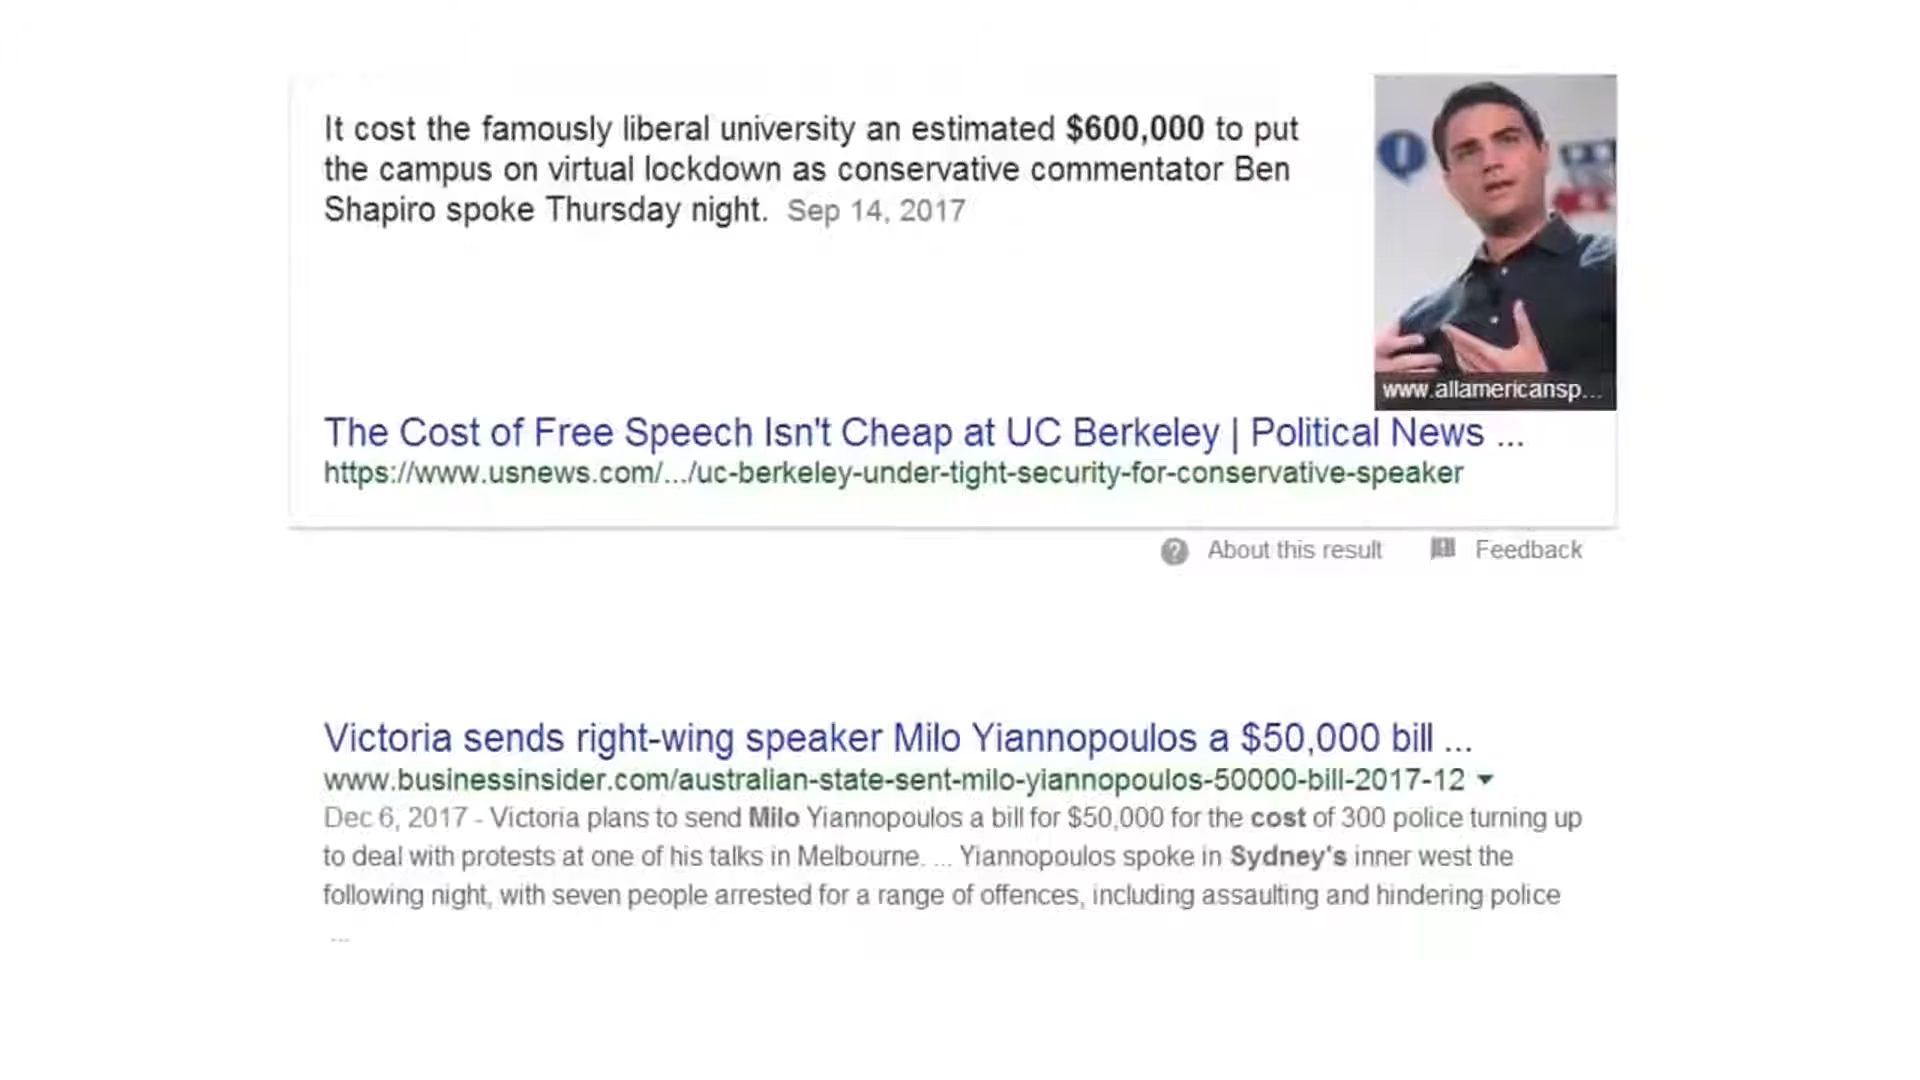 It cost the famously liberal university an estimated $600,000 to put
the campus on virtual lockdown as conservative commentator Ben
Shapiro spoke Thursday night. Sep 14, 2017
www.allamericansp...
The Cost of Free Speech Isn't Cheap at UC Berkeley | Political News ...
https://www.usnews.com/.../uc-berkeley-under-tight-security-for-conservative-speaker
About this result
Feedback
Victoria sends right-wing speaker Milo Yiannopoulos a $50,000 bill ...
www.businessinsider.com/australian-state-sent-milo-yiannopoulos-50000-bill-2017-12
Dec 6, 2017 - Victoria plans to send Milo Yiannopoulos a bill for $50,000 for the cost of 300 police turning up
to deal with protests at one of his talks in Melbourne. ... Yiannopoulos spoke in Sydney's inner west the
following night, with seven people arrested for a range of offences, including assaulting and hindering police
...